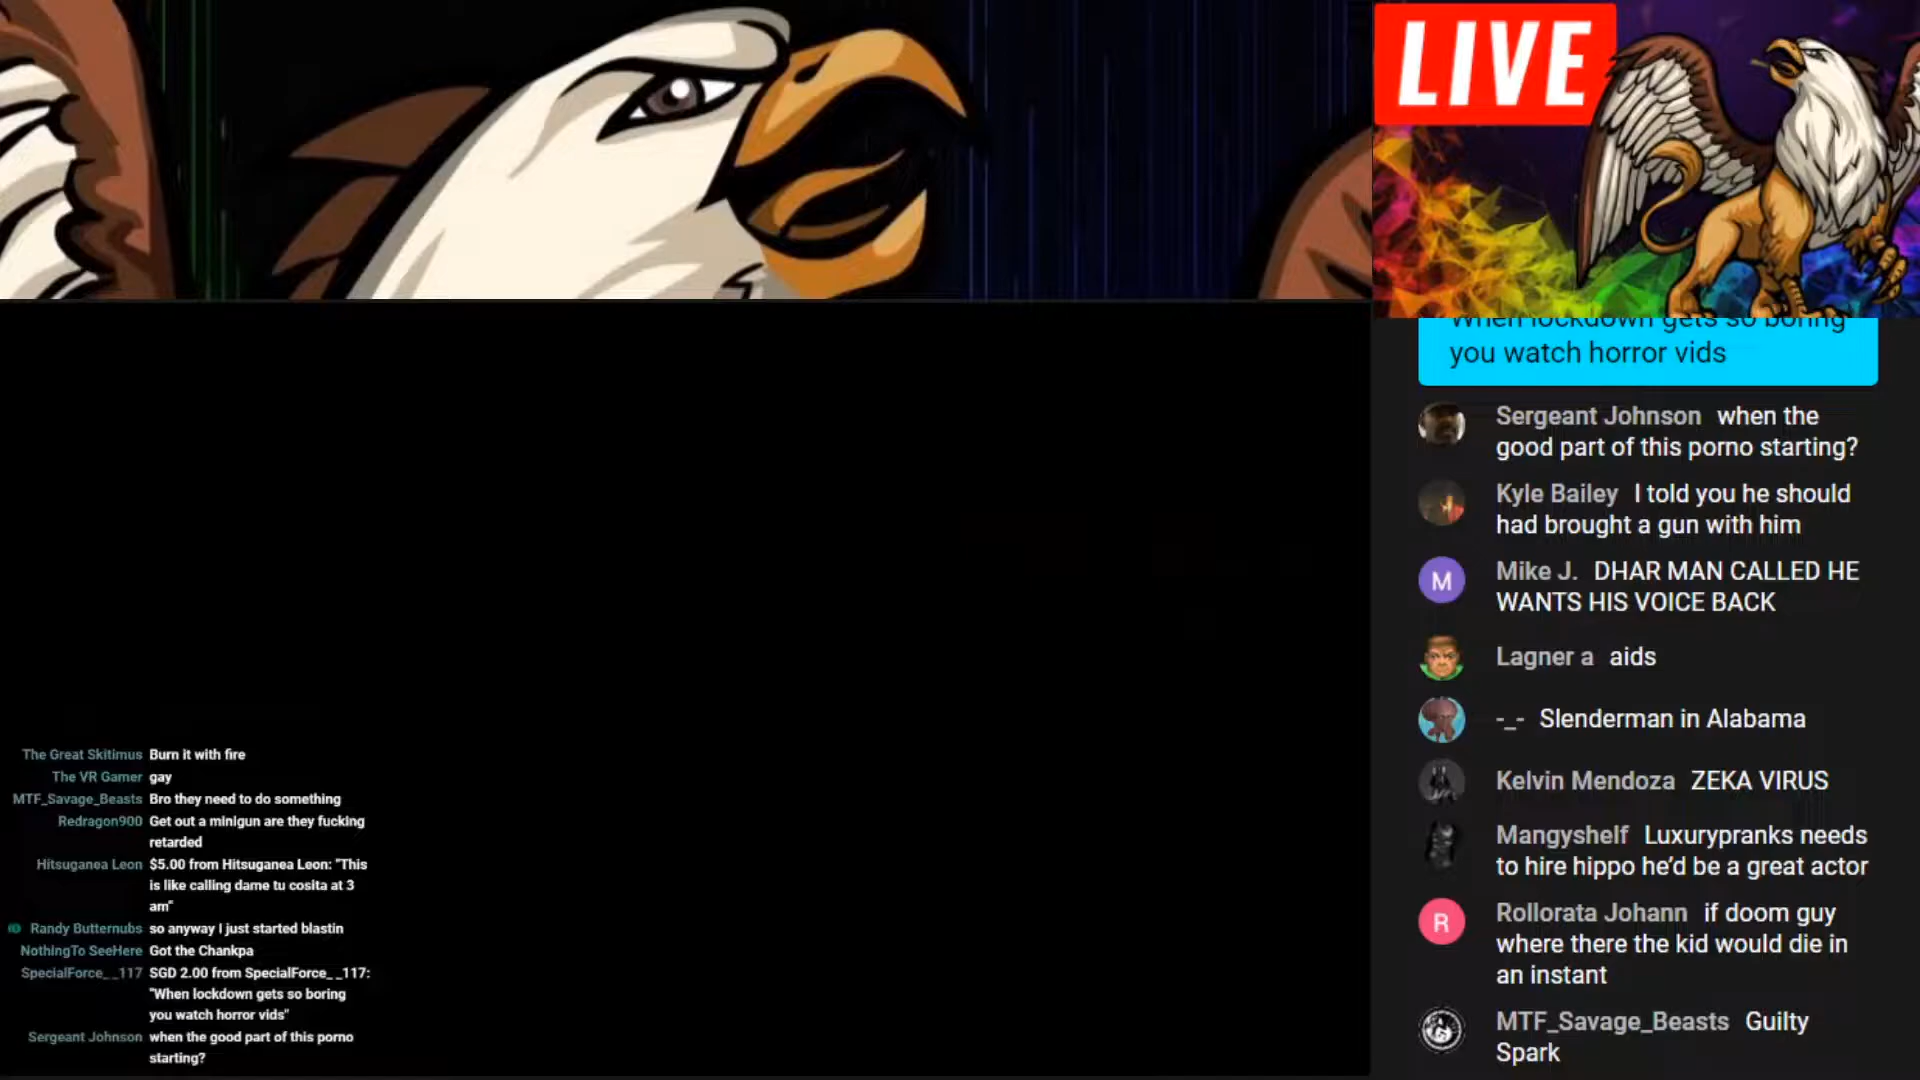 LIVE
The Great Skitimus Burn it with fire
The VR Gamer gay
MTF_Savage_Beasts Bro they need to do something
Redragon900 Get out a minigun are they fucking
retarded
Hitsuganea Leon $5.00 from Hitsuganea Leon: "This
is like calling dame tu cosita at 3
am"
Randy Butternubs so anyway I just started blastin
NothingTo SeeHere Got the Chankpa
SpecialForce_ _117 SGD 2.00 from SpecialForce_ _117:
"When lockdown gets so boring
you watch horror vids"
Sergeant Johnson when the good part of this porno
starting?
When lockdown gets so boring
you watch horror vids
Sergeant Johnson when the
good part of this porno starting?
Kyle Bailey I told you he should
had brought a gun with him
M
Mike J. DHAR MAN CALLED HE
WANTS HIS VOICE BACK
Lagner a aids
-_- Slenderman in Alabama
Kelvin Mendoza ZEKA VIRUS
Mangyshelf Luxurypranks needs
to hire hippo he’d be a great actor
R
Rollorata Johann if doom guy
where there the kid would die in
an instant
MTF_Savage_Beasts Guilty
Spark